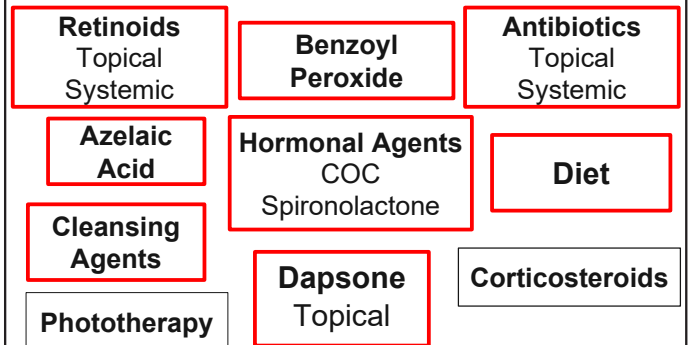 Retinoids
Topical
Systemic
Benzoyl
Peroxide
Antibiotics
Topical
Systemic
Azelaic
Acid
Hormonal Agents
COC
Spironolactone
Diet
Cleansing
Agents
Dapsone
Topical
Corticosteroids
Phototherapy